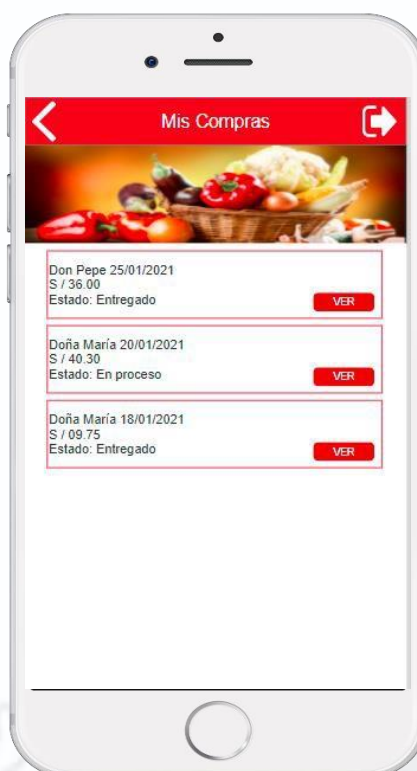 Mis Compras
Don Pepe 25/01/2021
S / 36.00
Estado: Entregado
VER
Doña María 20/01/2021
S / 40.30
Estado: En proceso
VER
Doña María 18/01/2021
S / 09.75
Estado: Entregado
VER